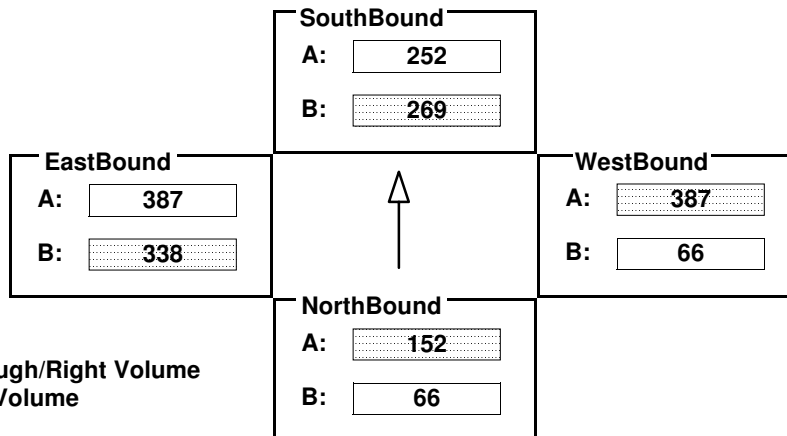 SouthBound
A: 252
B: 269
EastBound
A: 387
B: 338
WestBound
A: 387
B: 66
NorthBound
A: 152
B: 66
ugh/Right Volume
Volume